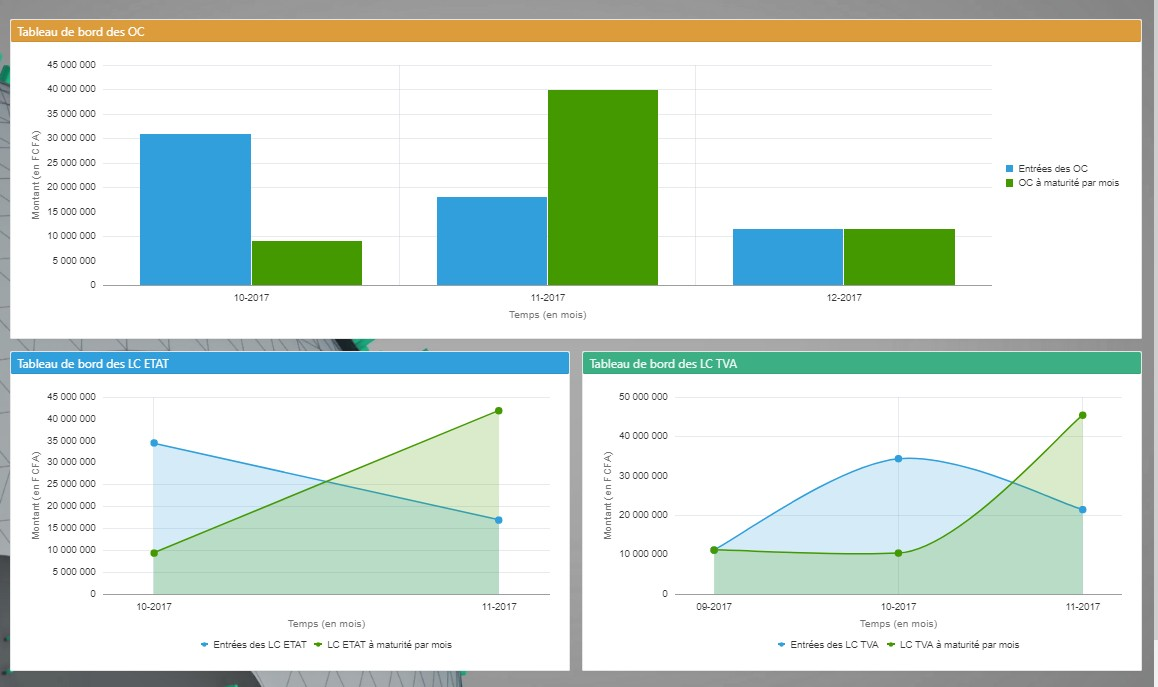 Tableau de bord des OC
45 000 000
40 000 000
35 000 000
30 000 000
25 000 000
20 000 000
15 000 000
10 000 000
5 000 000
0
Montant (en FCFA)
10-2017
11-2017
12-2017
Temps (en mois)
Entrées des OC
OC à maturité par mois
Tableau de bord des LC ETAT
45 000 000
40 000 000
35 000 000
30 000 000
25 000 000
20 000 000
15 000 000
10 000 000
5 000 000
0
Montant (en FCFA)
10-2017
11-2017
Temps (en mois)
Entrées des LC ETAT
LC ETAT à maturité par mois
Tableau de bord des LC TVA
50 000 000
40 000 000
30 000 000
20 000 000
10 000 000
0
Montant (en FCFA)
09-2017
10-2017
11-2017
Temps (en mois)
Entrées des LC TVA
LC TVA à maturité par mois